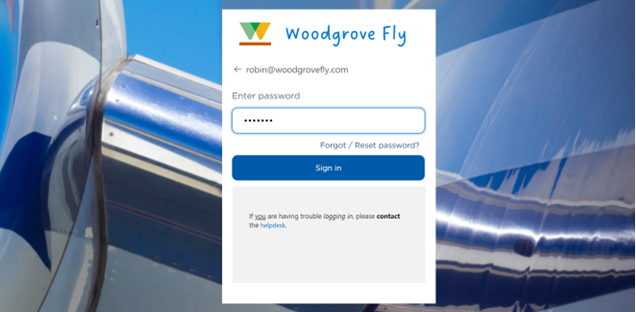 Woodgrove Fly
← robin@woodgrovefly.com
Enter password
•••••••
Forgot / Reset password?
Sign in
If you are having trouble logging in, please contact
the helpdesk.